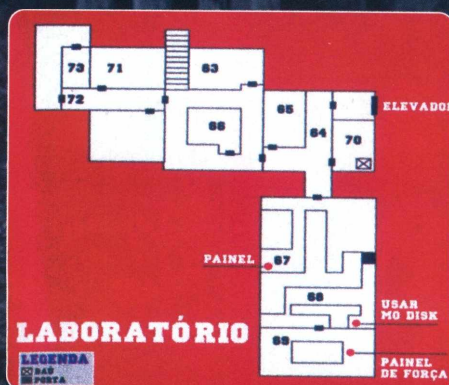 73
71
63
72
66
65
64
ELEVADOR
70
PAINEL
67
68
USAR
MO DISK
69
PAINEL
DE FORÇA
LABORATÓRIO
LEGENDA
BAÚ
PORTA